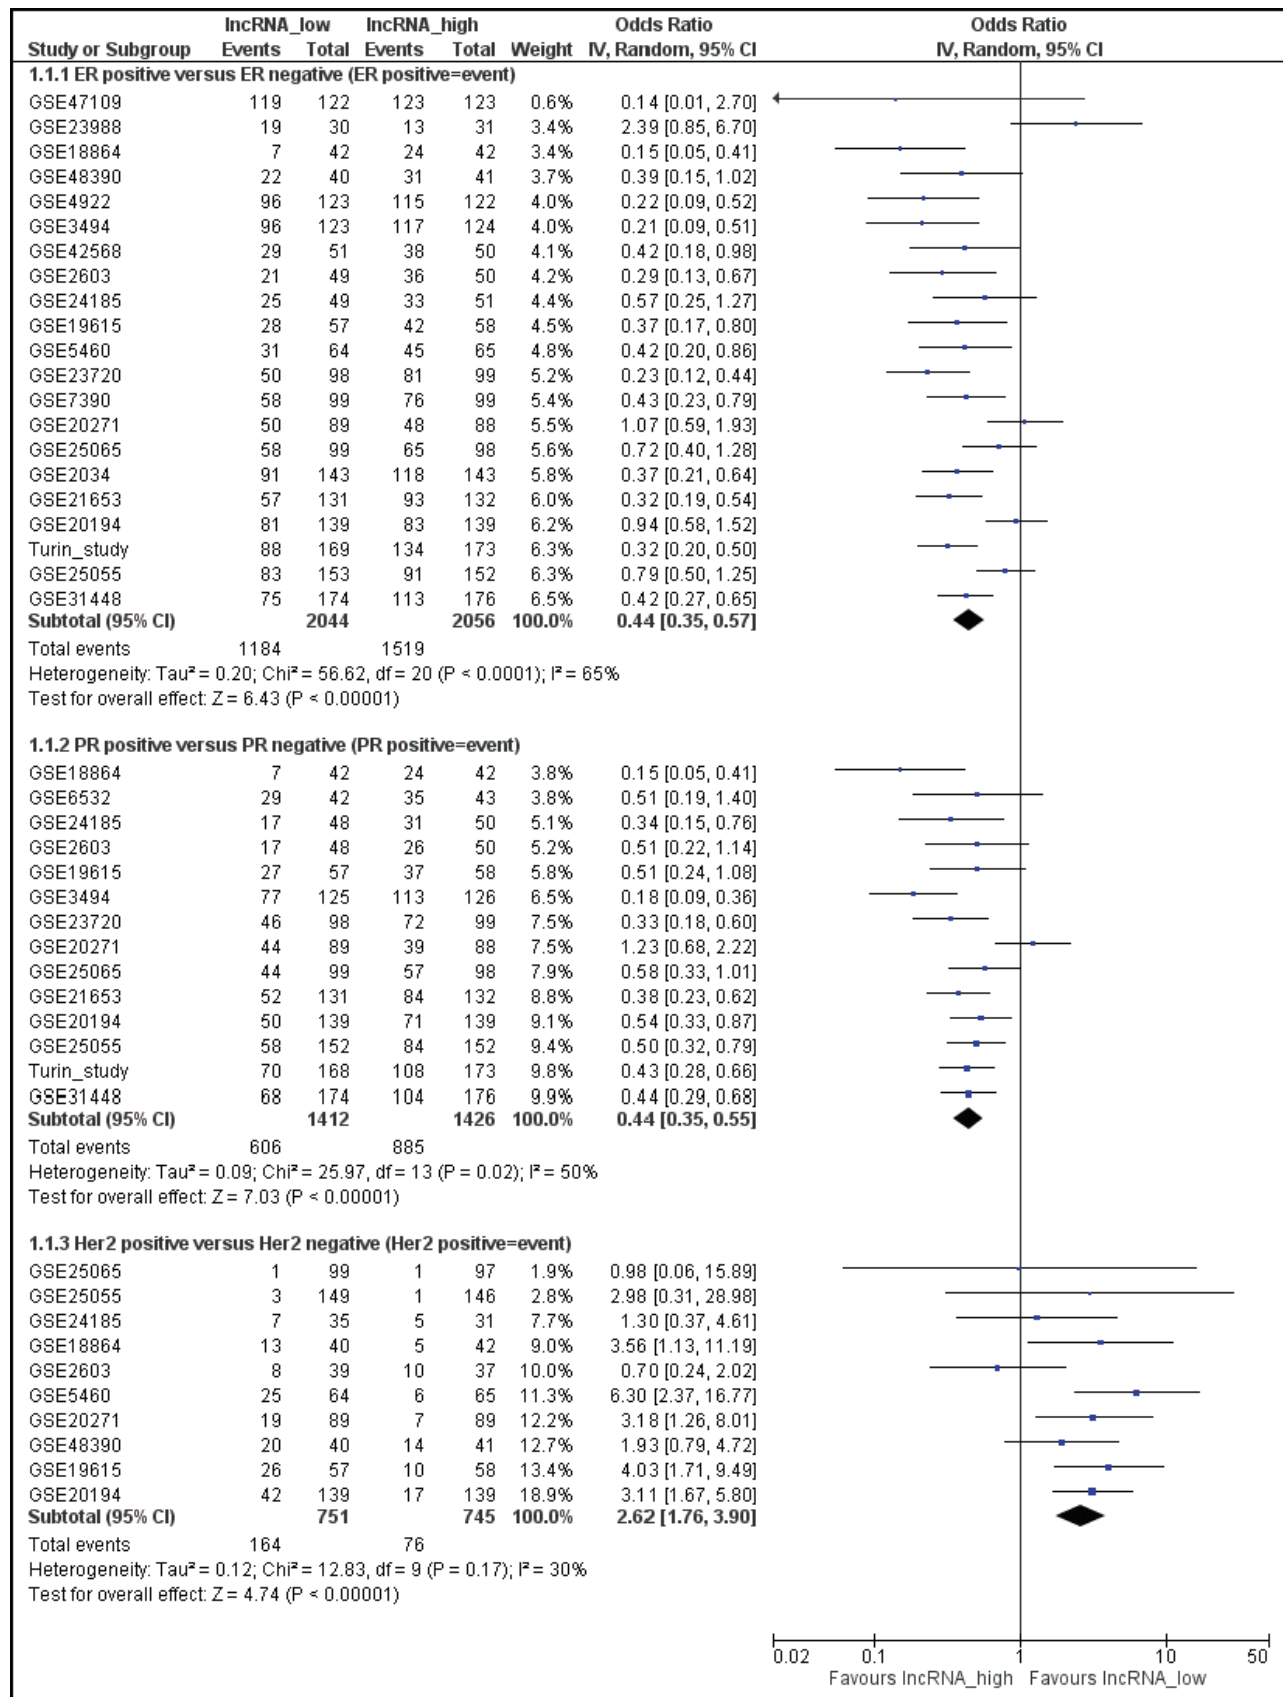 lncRNA_low lncRNA_high Odds Ratio Odds Ratio
Study or Subgroup Events Total Events Total Weight IV, Random, 95% CI IV, Random, 95% CI
1.1.1 ER positive versus ER negative (ER positive=event)
GSE47109 119 122 123 123 0.6% 0.14 [0.01, 2.70]
GSE23988 19 30 13 31 3.4% 2.39 [0.85, 6.70]
GSE18864 7 42 24 42 3.4% 0.15 [0.05, 0.41]
GSE48390 22 40 31 41 3.7% 0.39 [0.15, 1.02]
GSE4922 96 123 115 122 4.0% 0.22 [0.09, 0.52]
GSE3494 96 123 117 124 4.0% 0.21 [0.09, 0.51]
GSE42568 29 51 38 50 4.1% 0.42 [0.18, 0.98]
GSE2603 21 49 36 50 4.2% 0.29 [0.13, 0.67]
GSE24185 25 49 33 51 4.4% 0.57 [0.25, 1.27]
GSE19615 28 57 42 58 4.5% 0.37 [0.17, 0.80]
GSE5460 31 64 45 65 4.8% 0.42 [0.20, 0.86]
GSE23720 50 98 81 99 5.2% 0.23 [0.12, 0.44]
GSE7390 58 99 76 99 5.4% 0.43 [0.23, 0.79]
GSE20271 50 89 48 88 5.5% 1.07 [0.59, 1.93]
GSE25065 58 99 65 98 5.6% 0.72 [0.40, 1.28]
GSE2034 91 143 118 143 5.8% 0.37 [0.21, 0.64]
GSE21653 57 131 93 132 6.0% 0.32 [0.19, 0.54]
GSE20194 81 139 83 139 6.2% 0.94 [0.58, 1.52]
Turin_study 88 169 134 173 6.3% 0.32 [0.20, 0.50]
GSE25055 83 153 91 152 6.3% 0.79 [0.50, 1.25]
GSE31448 75 174 113 176 6.5% 0.42 [0.27, 0.65]
Subtotal (95% CI) 2044 2056 100.0% 0.44 [0.35, 0.57]
Total events 1184 1519
Heterogeneity: Tau² = 0.20; Chi² = 56.62, df = 20 (P < 0.0001); I² = 65%
Test for overall effect: Z = 6.43 (P < 0.00001)
1.1.2 PR positive versus PR negative (PR positive=event)
GSE18864 7 42 24 42 3.8% 0.15 [0.05, 0.41]
GSE6532 29 42 35 43 3.8% 0.51 [0.19, 1.40]
GSE24185 17 48 31 50 5.1% 0.34 [0.15, 0.76]
GSE2603 17 48 26 50 5.2% 0.51 [0.22, 1.14]
GSE19615 27 57 37 58 5.8% 0.51 [0.24, 1.08]
GSE3494 77 125 113 126 6.5% 0.18 [0.09, 0.36]
GSE23720 46 98 72 99 7.5% 0.33 [0.18, 0.60]
GSE20271 44 89 39 88 7.5% 1.23 [0.68, 2.22]
GSE25065 44 99 57 98 7.9% 0.58 [0.33, 1.01]
GSE21653 52 131 84 132 8.8% 0.38 [0.23, 0.62]
GSE20194 50 139 71 139 9.1% 0.54 [0.33, 0.87]
GSE25055 58 152 84 152 9.4% 0.50 [0.32, 0.79]
Turin_study 70 168 108 173 9.8% 0.43 [0.28, 0.66]
GSE31448 68 174 104 176 9.9% 0.44 [0.29, 0.68]
Subtotal (95% CI) 1412 1426 100.0% 0.44 [0.35, 0.55]
Total events 606 885
Heterogeneity: Tau² = 0.09; Chi² = 25.97, df = 13 (P = 0.02); I² = 50%
Test for overall effect: Z = 7.03 (P < 0.00001)
1.1.3 Her2 positive versus Her2 negative (Her2 positive=event)
GSE25065 1 99 1 97 1.9% 0.98 [0.06, 15.89]
GSE25055 3 149 1 146 2.8% 2.98 [0.31, 28.98]
GSE24185 7 35 5 31 7.7% 1.30 [0.37, 4.61]
GSE18864 13 40 5 42 9.0% 3.56 [1.13, 11.19]
GSE2603 8 39 10 37 10.0% 0.70 [0.24, 2.02]
GSE5460 25 64 6 65 11.3% 6.30 [2.37, 16.77]
GSE20271 19 89 7 89 12.2% 3.18 [1.26, 8.01]
GSE48390 20 40 14 41 12.7% 1.93 [0.79, 4.72]
GSE19615 26 57 10 58 13.4% 4.03 [1.71, 9.49]
GSE20194 42 139 17 139 18.9% 3.11 [1.67, 5.80]
Subtotal (95% CI) 751 745 100.0% 2.62 [1.76, 3.90]
Total events 164 76
Heterogeneity: Tau² = 0.12; Chi² = 12.83, df = 9 (P = 0.17); I² = 30%
Test for overall effect: Z = 4.74 (P < 0.00001)
0.02 0.1 1 10 50
Favours lncRNA_high Favours lncRNA_low